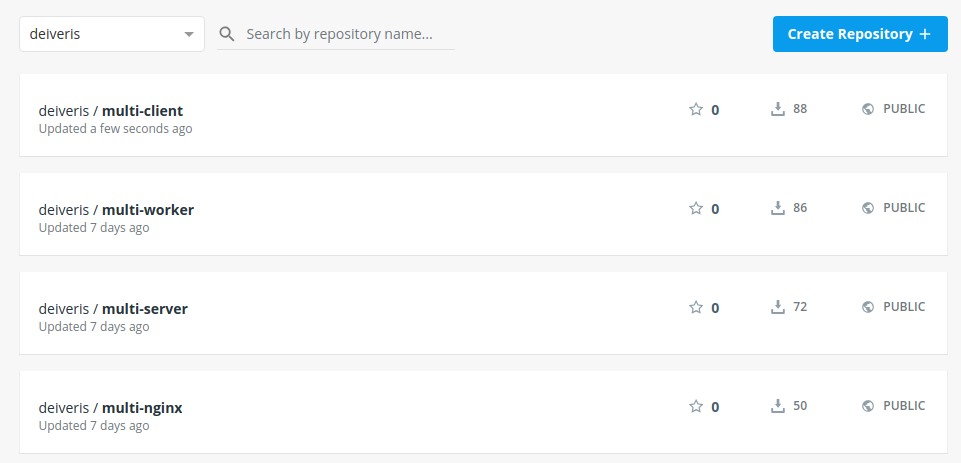 deiveris
Search by repository name...
Create Repository +
deiveris / multi-client
Updated a few seconds ago
0
88
PUBLIC
deiveris / multi-worker
Updated 7 days ago
0
86
PUBLIC
deiveris / multi-server
Updated 7 days ago
0
72
PUBLIC
deiveris / multi-nginx
Updated 7 days ago
0
50
PUBLIC